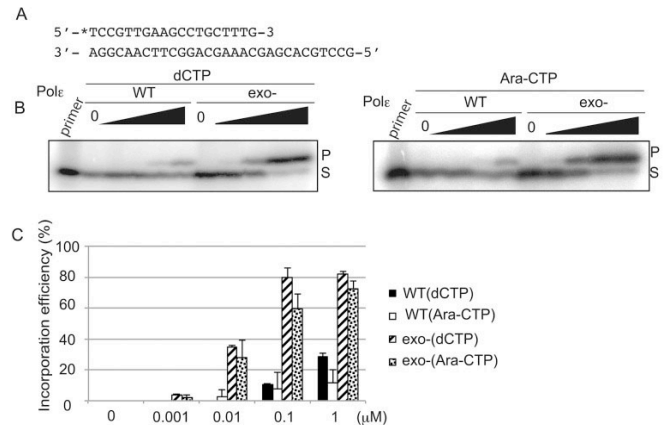 A
5'-*TCCGTTGAAGCCTGCTTTG-3
3'- AGGCAACTTCGGACGAAACGAGCACGTCCG-5'
dCTP
Ara-CTP
B
Polε
WT
exo-
Polε
WT
exo-
primer
0
0
primer
0
0
P
S
P
S
C
Incorporation efficiency (%)
100
80
60
40
20
0
0
0.001
0.01
0.1
1
(μM)
WT(dCTP)
WT(Ara-CTP)
exo-(dCTP)
exo-(Ara-CTP)